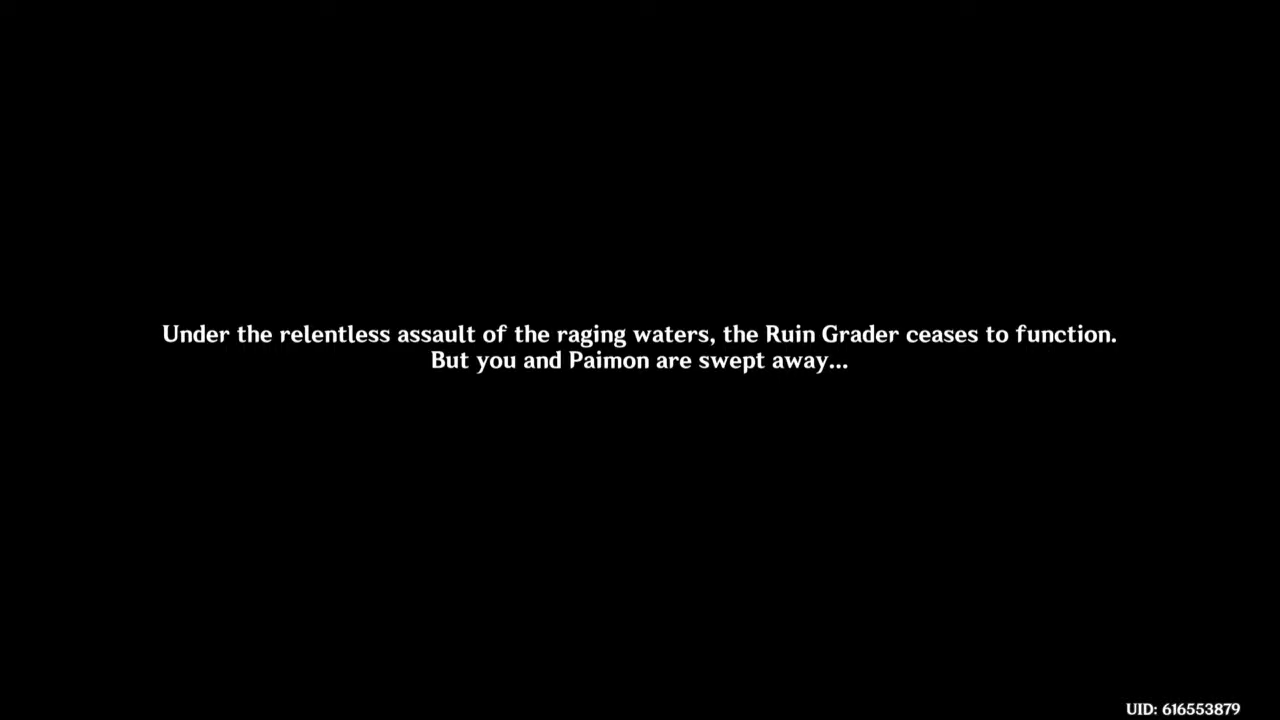 Under the relentless assault of the raging waters, the Ruin Grader ceases to function.
But you and Paimon are swept away...
UID: 616553879